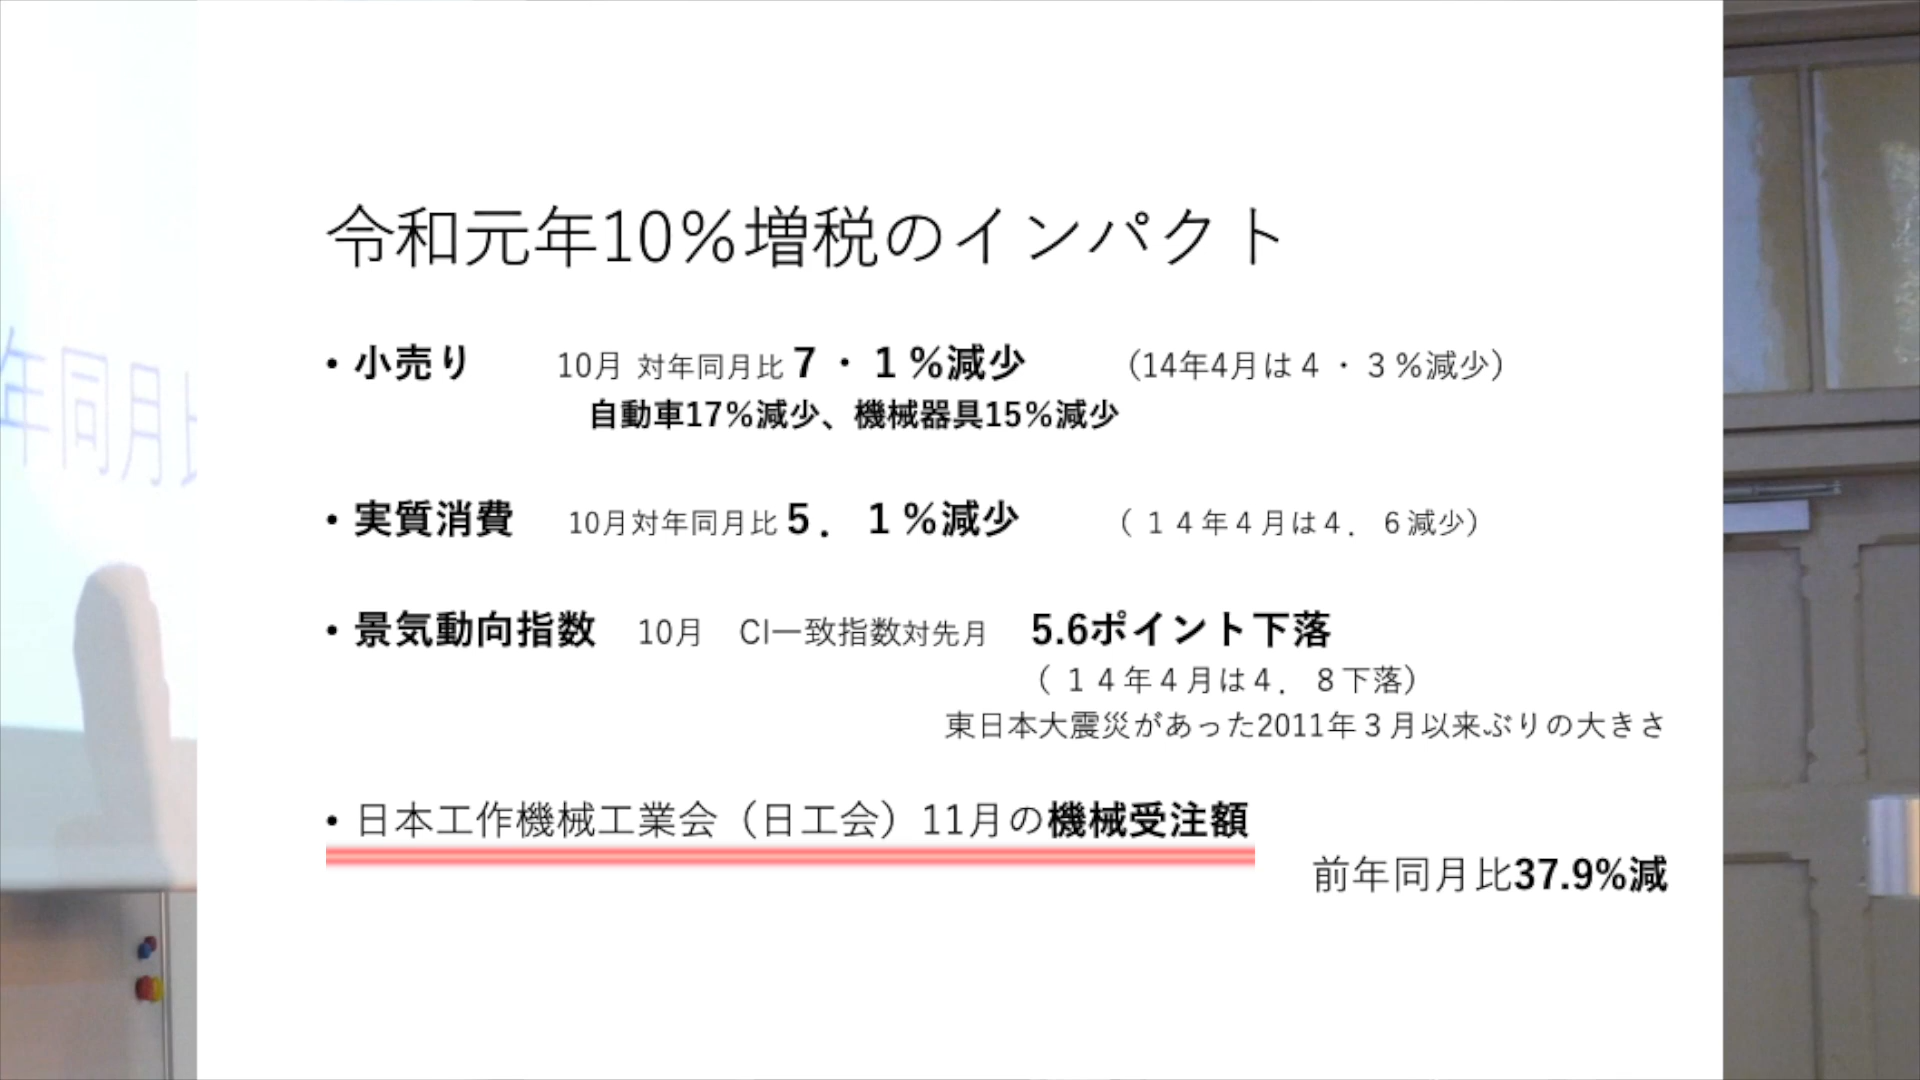 令和元年10%増税のインパクト
・小売り 10月 対年同月比 7・1%減少 (14年4月は4・3%減少)
自動車17%減少、機械器具15%減少
・実質消費 10月対年同月比 5.1%減少 (14年4月は4.6減少)
・景気動向指数 10月 CI一致指数対先月 5.6ポイント下落
(14年4月は4.8下落)
東日本大震災があった2011年3月以来ぶりの大きさ
・日本工作機械工業会(日工会)11月の機械受注額
前年同月比37.9%減
年同月比